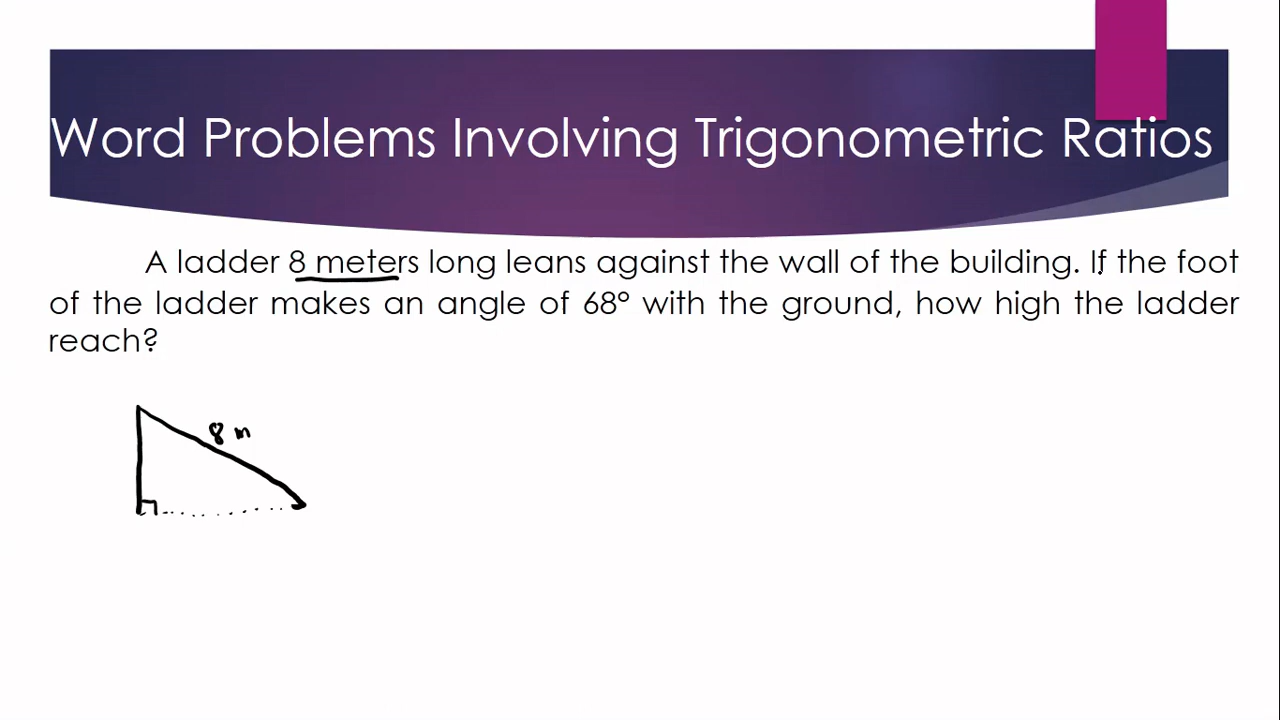 Word Problems Involving Trigonometric Ratios
A ladder 8 meters long leans against the wall of the building. If the foot
of the ladder makes an angle of 68° with the ground, how high the ladder
reach?
8 m